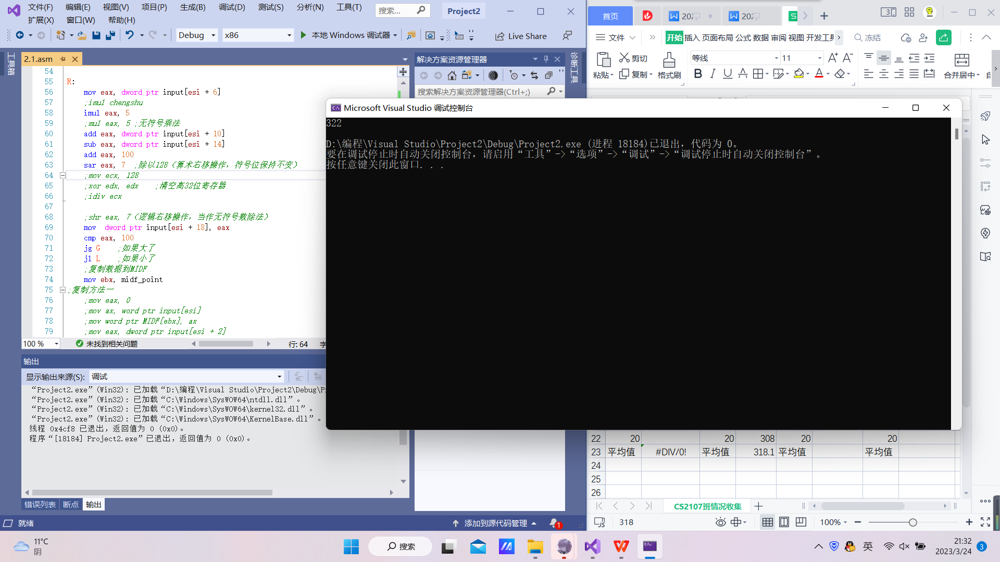 文件(F) 编辑(E) 视图(V) 项目(P) 生成(B) 调试(D) 测试(S) 分析(N) 工具(T) 搜索... Project2
扩展(X) 窗口(W) 帮助(H)
Debug x86 本地 Windows 调试器 Live Share
工具箱
2.1.asm
54
55 R:
56 mov eax, dword ptr input[esi + 6]
57 ;imul chengshu
58 imul eax, 5
59 ;mul eax, 5 ;无符号乘法
60 add eax, dword ptr input[esi + 10]
61 sub eax, dword ptr input[esi + 14]
62 add eax, 100
63 sar eax, 7 ;除以128（算术右移操作，符号位保持不变）
64 ;mov ecx, 128
65 ;xor edx, edx ;清空高32位寄存器
66 ;idiv ecx
67
68 ;shr eax, 7（逻辑右移操作，当作无符号数除法）
69 mov dword ptr input[esi + 18], eax
70 cmp eax, 100
71 jg G ;如果大了
72 jl L ;如果小了
73 ;复制数据到MIDF
74 mov ebx, midf_point
75 ;复制方法一
76 ;mov eax, 0
77 ;mov ax, word ptr input[esi]
78 ;mov word ptr MIDF[ebx], ax
79 ;mov eax, dword ptr input[esi + 2]
100 % 未找到相关问题 行: 64 字
输出
显示输出来源(S): 调试
“Project2.exe”(Win32): 已加载“D:\编程\Visual Studio\Project2\Debug\P
“Project2.exe”(Win32): 已加载“C:\Windows\SysWOW64\ntdll.dll”。
“Project2.exe”(Win32): 已加载“C:\Windows\SysWOW64\kernel32.dll”。
“Project2.exe”(Win32): 已加载“C:\Windows\SysWOW64\KernelBase.dll”。
线程 0x4cf8 已退出，返回值为 0 (0x0)。
程序“[18184] Project2.exe”已退出，返回值为 0 (0x0)。
错误列表 断点 输出
就绪 添加到源代码管理 1
解决方案资源管理器
搜索解决方案资源管理器(Ctrl+;)
诊断工具
Microsoft Visual Studio 调试控制台
322
D:\编程\Visual Studio\Project2\Debug\Project2.exe (进程 18184)已退出，代码为 0。
要在调试停止时自动关闭控制台，请启用“工具”->“选项”->“调试”->“调试停止时自动关闭控制台”。
按任意键关闭此窗口. . .
首页 202 202 3
文件 开始 插入 页面布局 公式 数据 审阅 视图 开发工具 冻结
粘贴 剪切 复制 格式刷 等线 11 合并居中
B I U A
22 20 20 308 20 20
23 平均值 #DIV/0! 平均值 318.1 平均值 平均值
24
25
26
CS2107班情况收集
318 100%
11°C
阴
搜索
英
21:32
2023/3/24
3